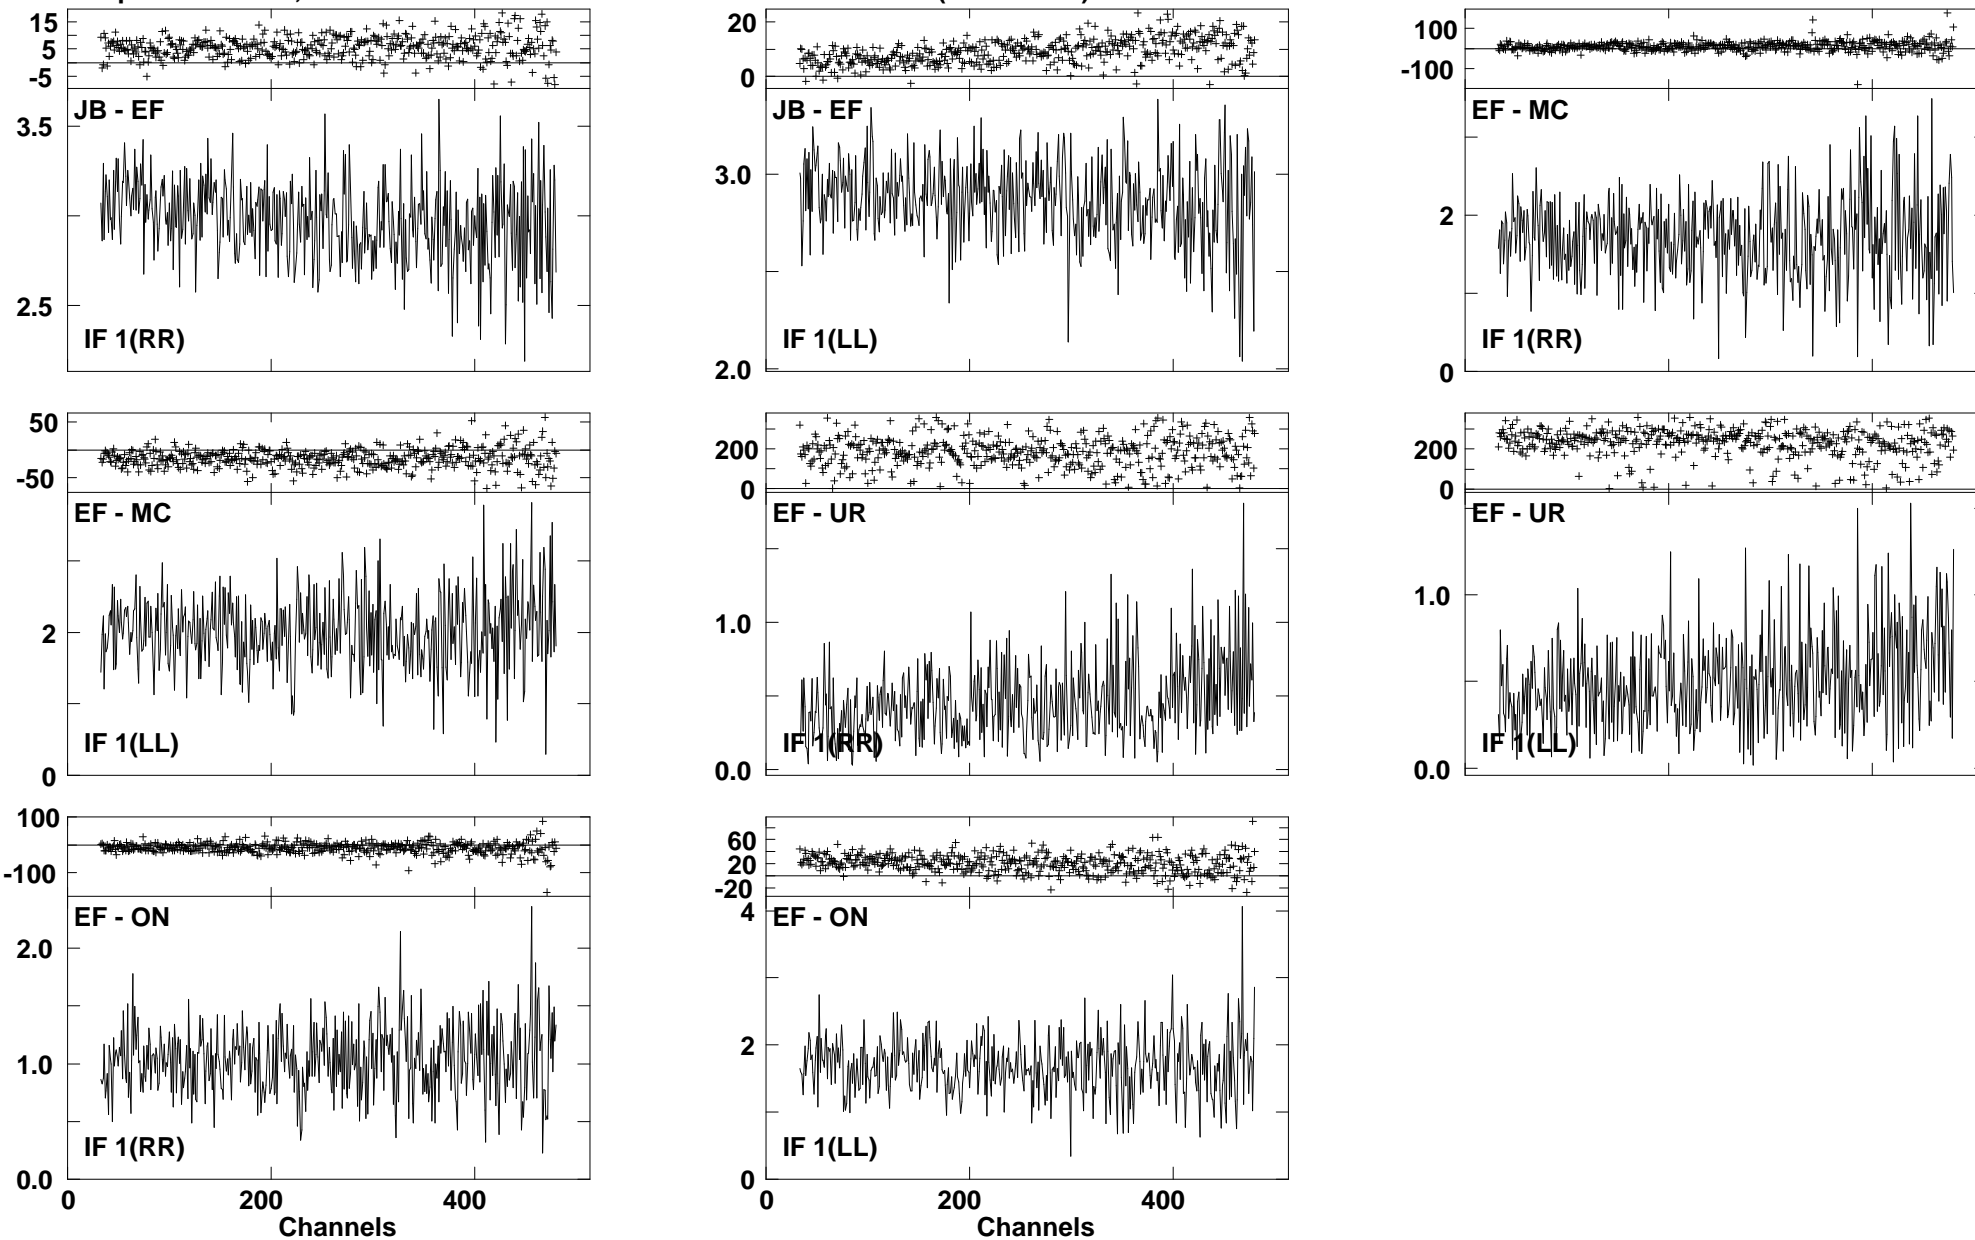 15
5
-5
JB - EF
3.5
2.5
IF 1(RR)
20
0
JB - EF
3.0
2.0
IF 1(LL)
100
-100
EF - MC
2
0
IF 1(RR)
50
-50
EF - MC
2
0
IF 1(LL)
200
0
EF - UR
1.0
0.0
IF 1(RR)
200
0
EF - UR
1.0
0.0
IF 1(LL)
100
-100
EF - ON
2.0
1.0
0.0
IF 1(RR)
0 200 400
Channels
60
20
-20
EF - ON
4
2
0
IF 1(LL)
0 200 400
Channels